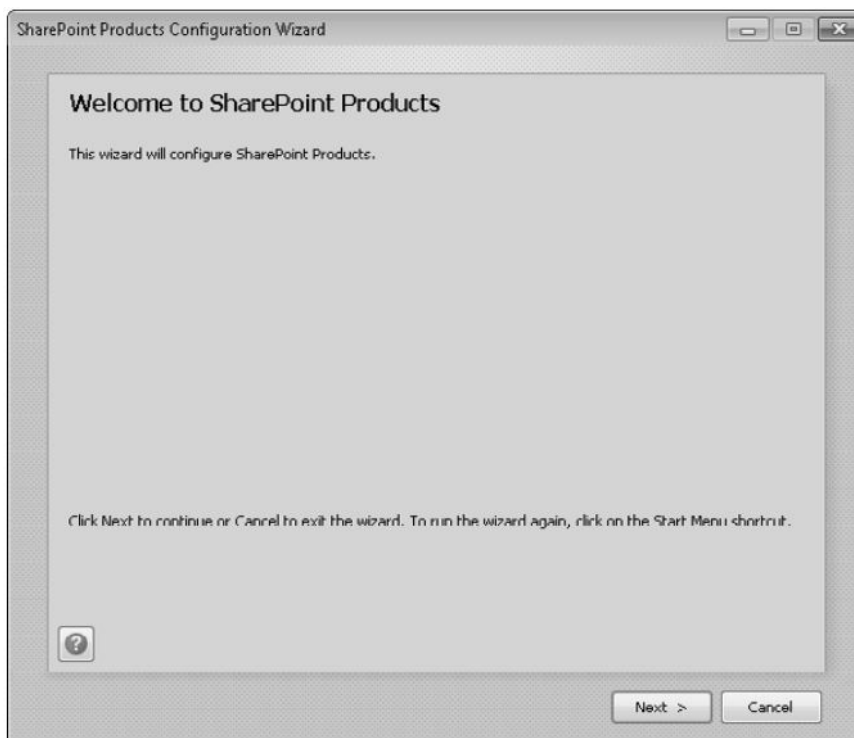 SharePoint Products Configuration Wizard
Welcome to SharePoint Products
This wizard will configure SharePoint Products.
Click Next to continue or Cancel to exit the wizard. To run the wizard again, click on the Start Menu shortcut.
?
Next >
Cancel